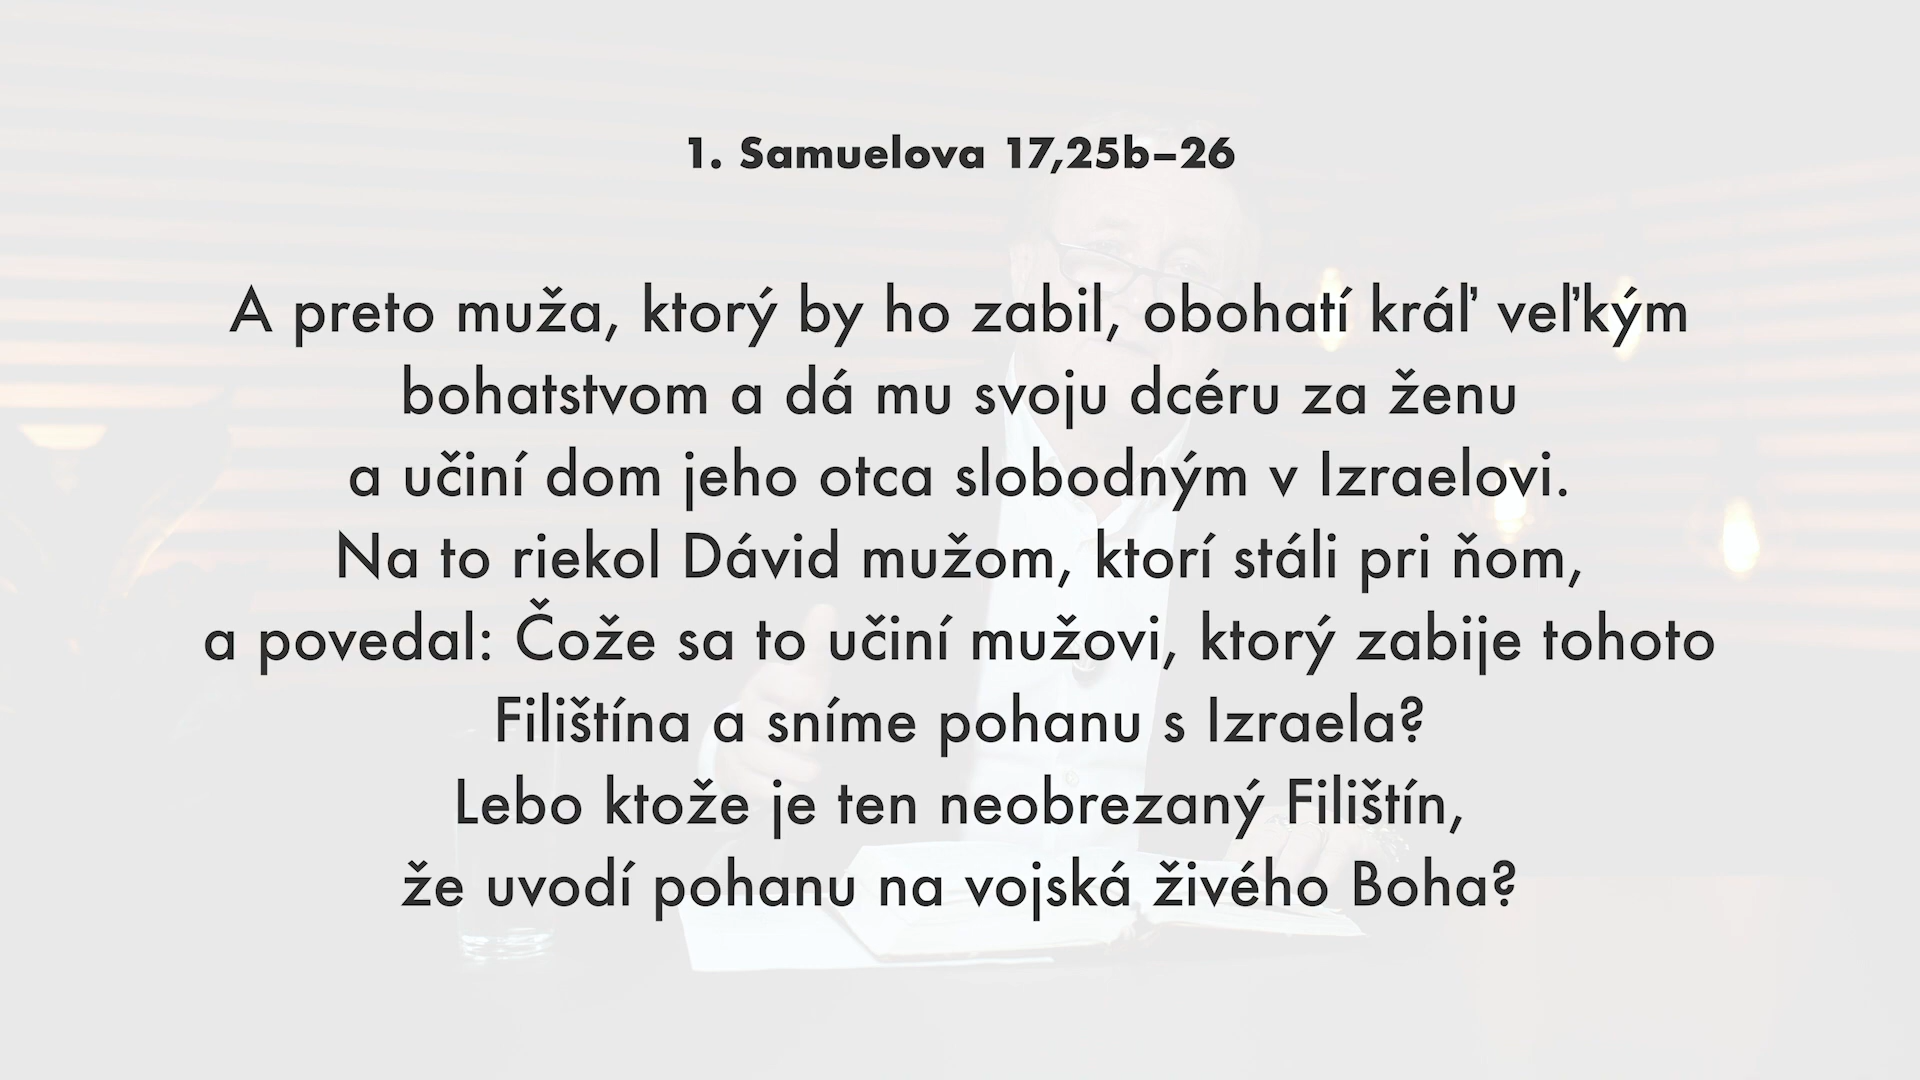 1. Samuelova 17,25b–26
A preto muža, ktorý by ho zabil, obohatí kráľ veľkým
bohatstvom a dá mu svoju dcéru za ženu
a učiní dom jeho otca slobodným v Izraelovi.
Na to riekol Dávid mužom, ktorí stáli pri ňom,
a povedal: Čože sa to učiní mužovi, ktorý zabije tohoto
Filištína a sníme pohanu s Izraela?
Lebo ktože je ten neobrezaný Filištín,
že uvodí pohanu na vojská živého Boha?